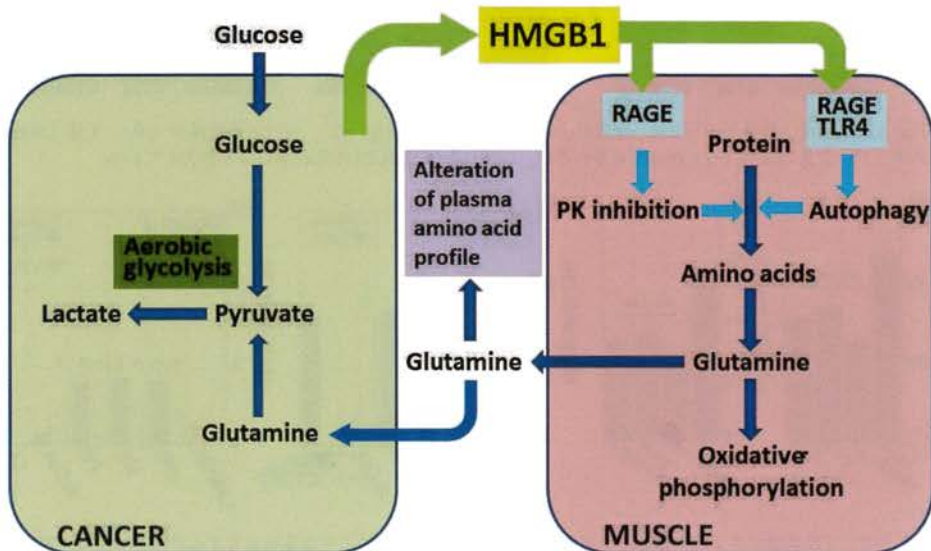 Glucose
HMGB1
RAGE
RAGE
TLR4
Glucose
Protein
Alteration
of plasma
amino acid
profile
PK inhibition
Autophagy
Aerobic
glycolysis
Amino acids
Lactate
Pyruvate
Glutamine
Glutamine
Glutamine
Oxidative
phosphorylation
CANCER
MUSCLE